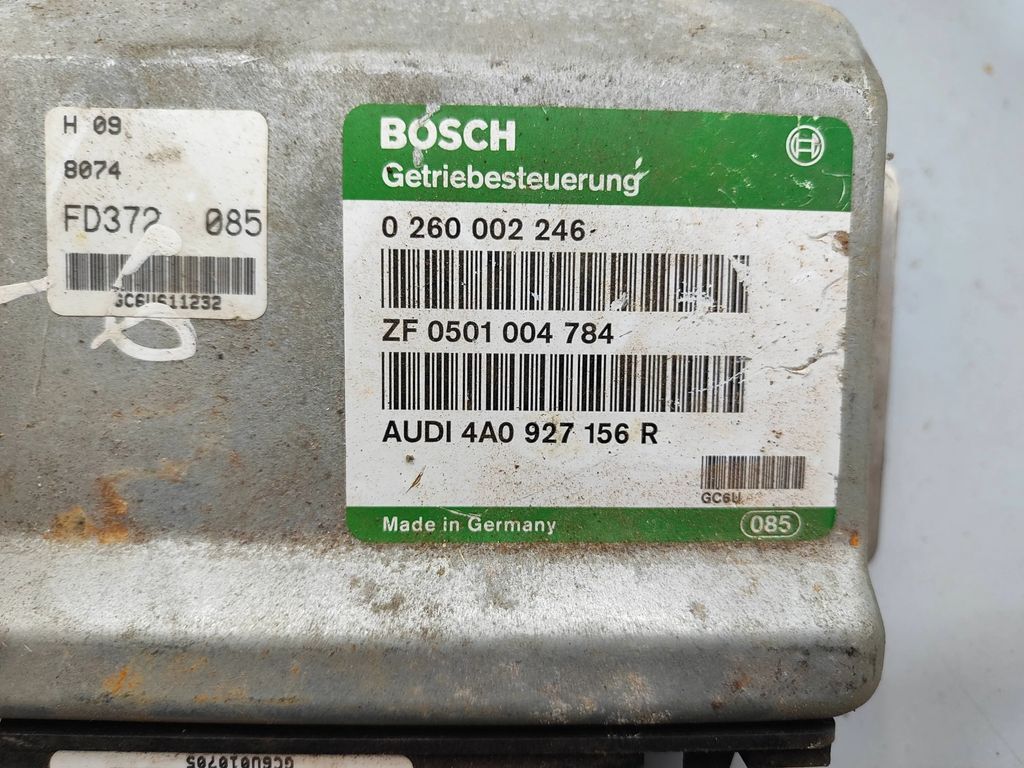 H 09
8074
FD372 085
GC6U611232
BOSCH
Getriebesteuerung
0 260 002 246
ZF 0501 004 784
AUDI 4A0 927 156 R
GC6U
Made in Germany
085
GC6U010705